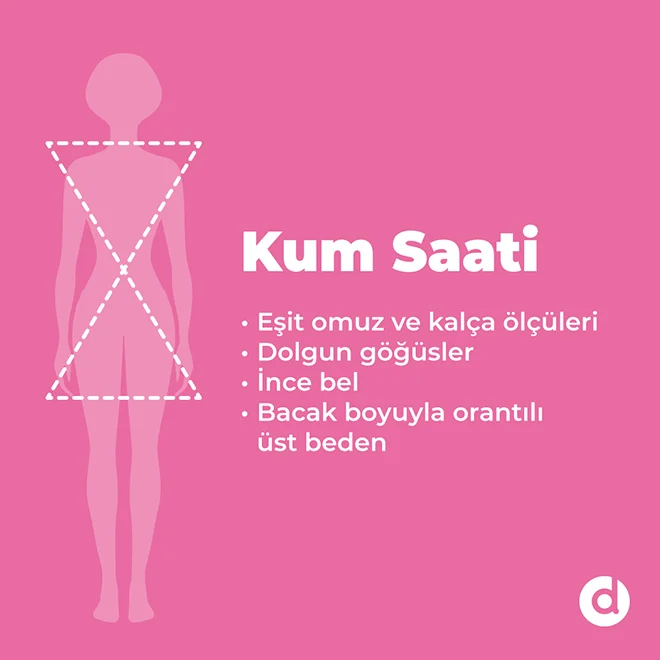 Kum Saati
• Eşit omuz ve kalça ölçüleri
• Dolgun göğüsler
• İnce bel
• Bacak boyuyla orantılı
üst beden
d